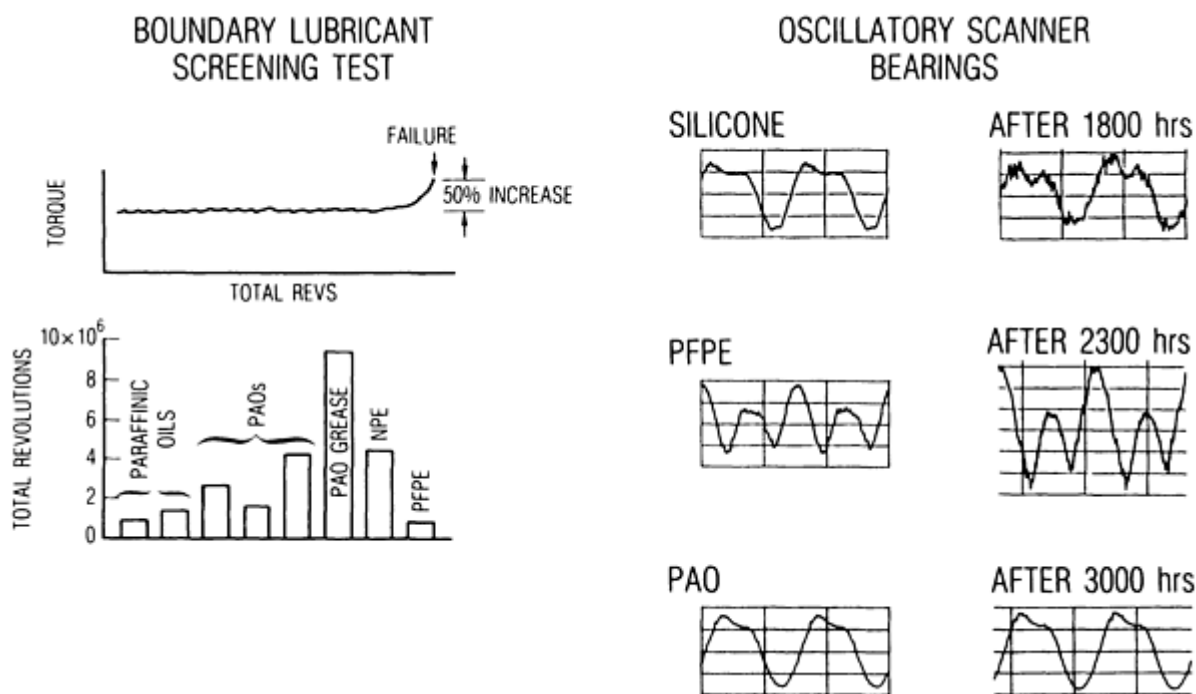 BOUNDARY LUBRICANT
SCREENING TEST
FAILURE
50% INCREASE
TORQUE
TOTAL REVS
TOTAL REVOLUTIONS
10 × 10⁶
8
6
4
2
0
PARAFFINIC
OILS
PAOs
PAO GREASE
NPE
PFPE
OSCILLATORY SCANNER
BEARINGS
SILICONE
AFTER 1800 hrs
PFPE
AFTER 2300 hrs
PAO
AFTER 3000 hrs